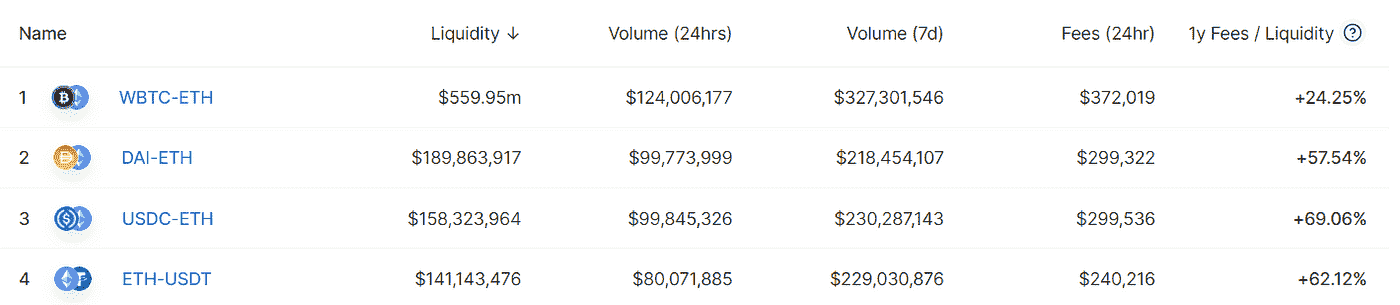 Name Liquidity ↓ Volume (24hrs) Volume (7d) Fees (24hr) 1y Fees / Liquidity ?
1 WBTC-ETH $559.95m $124,006,177 $327,301,546 $372,019 +24.25%
2 DAI-ETH $189,863,917 $99,773,999 $218,454,107 $299,322 +57.54%
3 USDC-ETH $158,323,964 $99,845,326 $230,287,143 $299,536 +69.06%
4 ETH-USDT $141,143,476 $80,071,885 $229,030,876 $240,216 +62.12%